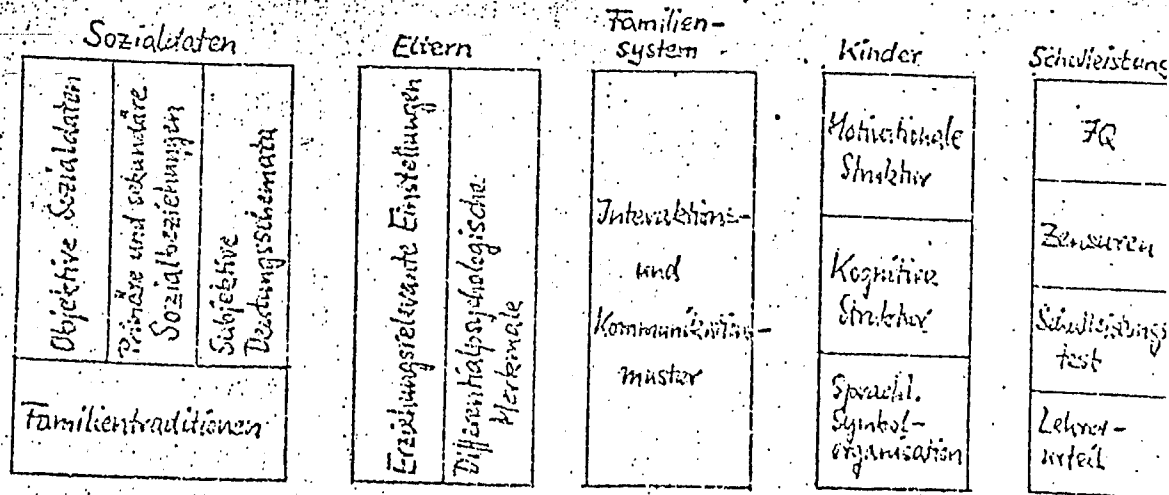 Sozialdaten
Objektive Sozialdaten
Primäre und sekundäre
Sozialbeziehungen
Subjektive
Deutungsschemata
Familientraditionen
Eltern
Erziehungsrelevante Einstellungen
Differentialpsychologische
Merkmale
Familien-
system
Interaktions-
und
Kommunikations-
muster
Kinder
Motivationale
Struktur
Kognitive
Struktur
Sprachl.
Symbol-
organisation
Schulleistung
IQ
Zensuren
Schulleistungs
test
Lehrer-
urteil